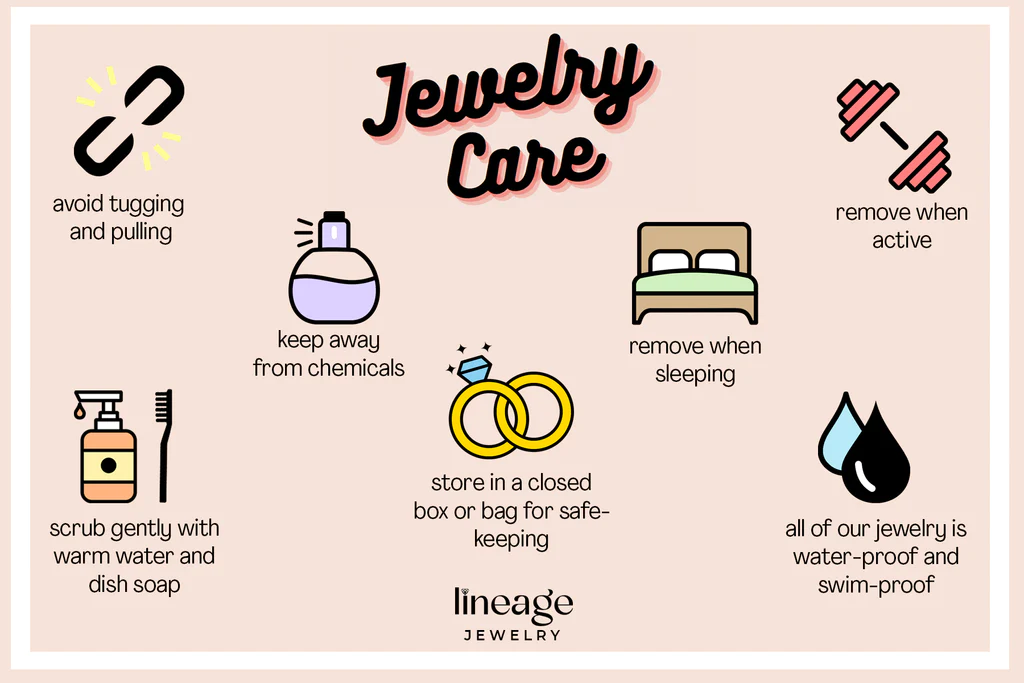 Jewelry
Care
avoid tugging
and pulling
remove when
active
keep away
from chemicals
remove when
sleeping
scrub gently with
warm water and
dish soap
store in a closed
box or bag for safe-
keeping
all of our jewelry is
water-proof and
swim-proof
lineage
JEWELRY